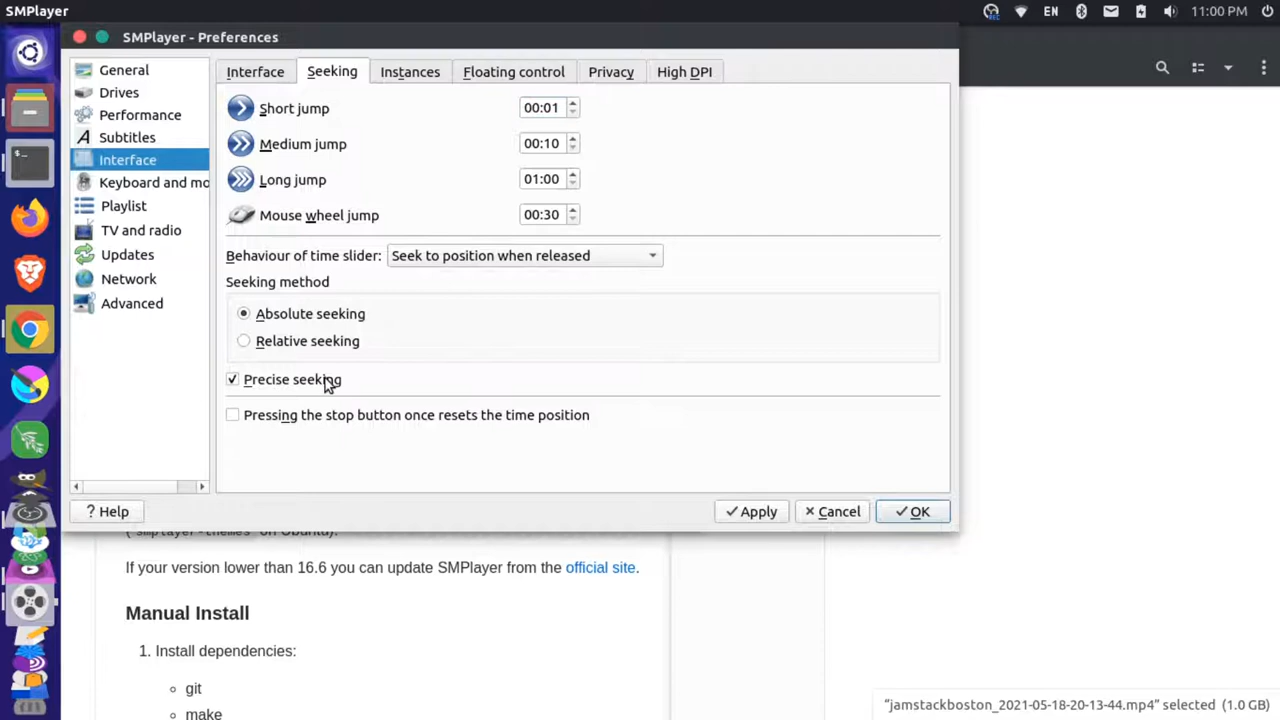 SMPlayer
EN
11:00 PM
SMPlayer - Preferences
General
Drives
Performance
Subtitles
Interface
Keyboard and mo
Playlist
TV and radio
Updates
Network
Advanced
Interface
Seeking
Instances
Floating control
Privacy
High DPI
Short jump
00:01
Medium jump
00:10
Long jump
01:00
Mouse wheel jump
00:30
Behaviour of time slider:
Seek to position when released
Seeking method
Absolute seeking
Relative seeking
Precise seeking
Pressing the stop button once resets the time position
? Help
Apply
Cancel
OK
(smplayer-themes on Ubuntu).
If your version lower than 16.6 you can update SMPlayer from the official site.
Manual Install
1. Install dependencies:
git
make
"jamstackboston_2021-05-18-20-13-44.mp4" selected (1.0 GB)